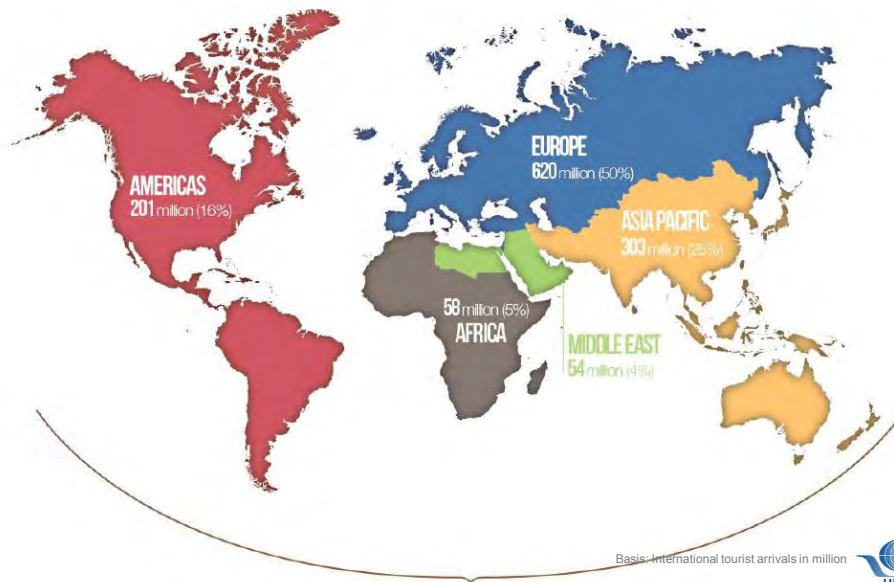 EUROPE
620 million (50%)
AMERICAS
201 million (16%)
ASIA PACIFIC
303 million (25%)
58 million (5%)
AFRICA
MIDDLE EAST
54 million (4%)
Basis: International tourist arrivals in million